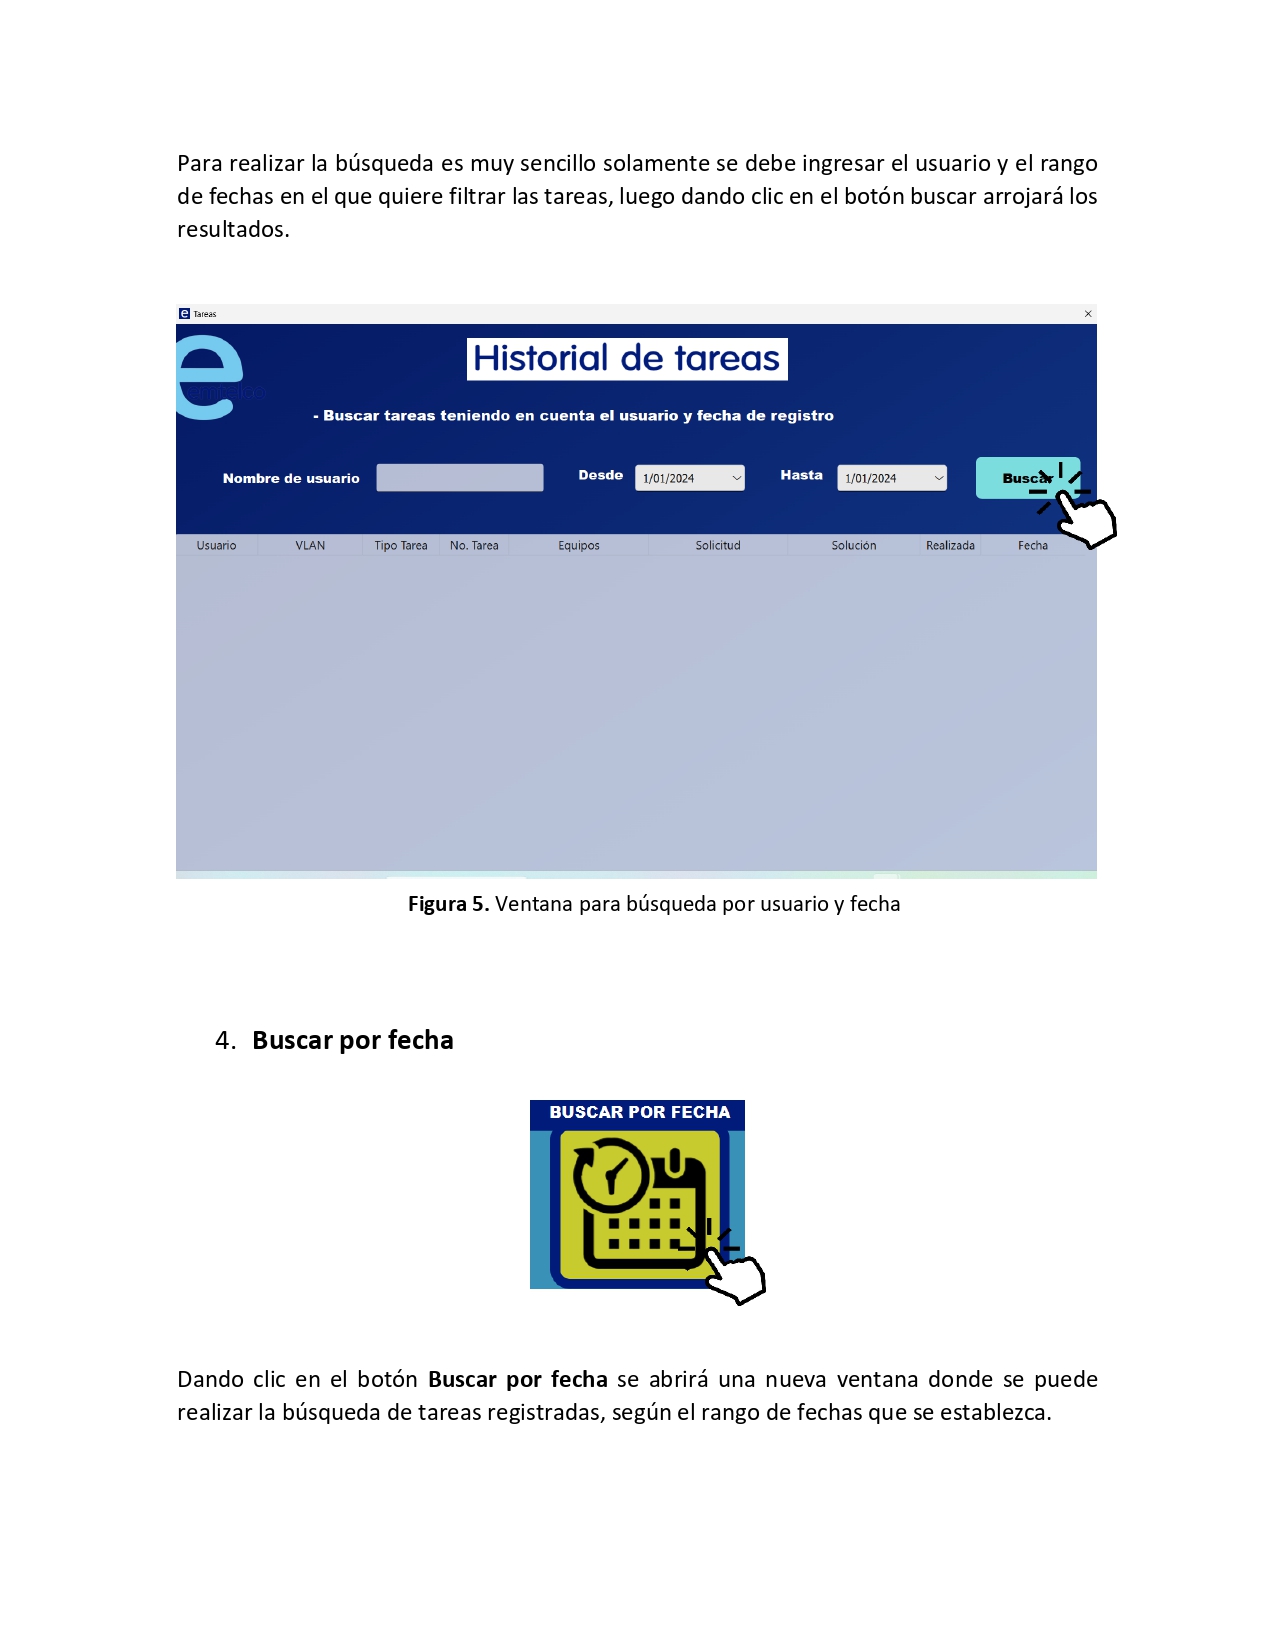 Para realizar la búsqueda es muy sencillo solamente se debe ingresar el usuario y el rango
de fechas en el que quiere filtrar las tareas, luego dando clic en el botón buscar arrojará los
resultados.
e Tareas
e
Historial de tareas
- Buscar tareas teniendo en cuenta el usuario y fecha de registro
Nombre de usuario Desde 1/01/2024 Hasta 1/01/2024 Buscar
Usuario VLAN Tipo Tarea No. Tarea Equipos Solicitud Solución Realizada Fecha
Figura 5. Ventana para búsqueda por usuario y fecha
4. Buscar por fecha
BUSCAR POR FECHA
Dando clic en el botón Buscar por fecha se abrirá una nueva ventana donde se puede
realizar la búsqueda de tareas registradas, según el rango de fechas que se establezca.